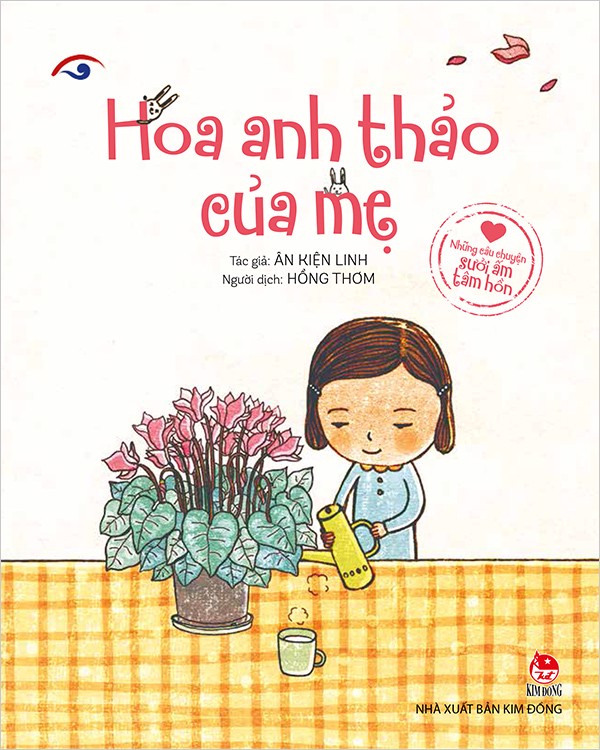 Hoa anh thảo
của mẹ
Tác giả: ÂN KIỆN LINH
Người dịch: HỒNG THƠM
Những câu chuyện
sưởi ấm
tâm hồn
KIM ĐỒNG
NHÀ XUẤT BẢN KIM ĐỒNG